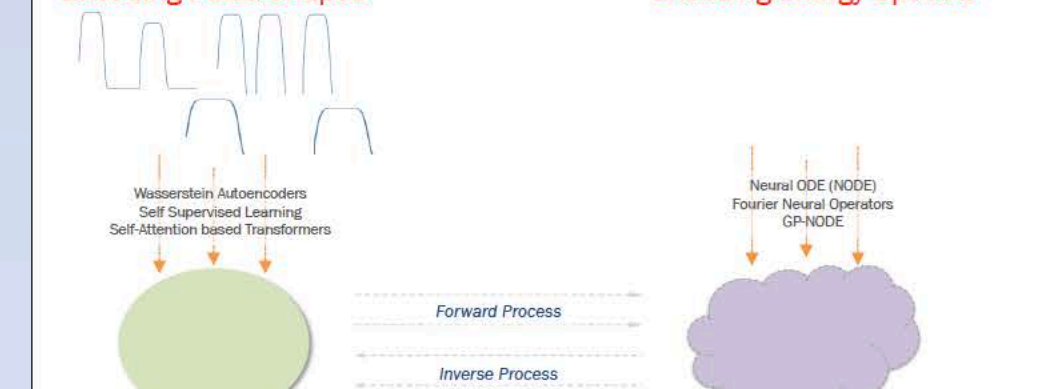 Wasserstein Autoencoders
Self Supervised Learning
Self-Attention based Transformers
Neural ODE (NODE)
Fourier Neural Operators
GP-NODE
Forward Process
Inverse Process